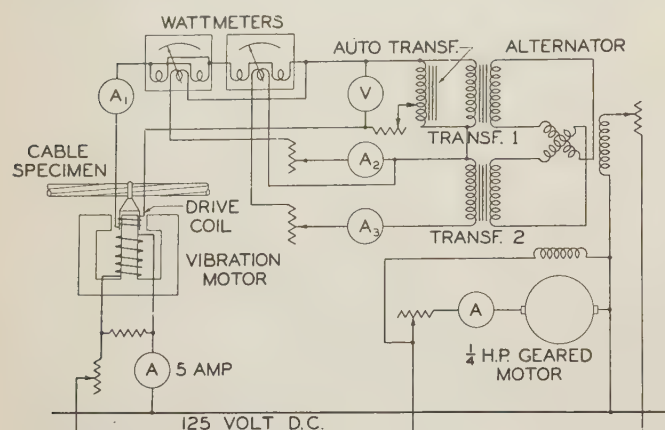 WATTMETERS
AUTO TRANSF.
ALTERNATOR
A1
V
TRANSF. 1
CABLE
SPECIMEN
A2
DRIVE
COIL
A3
TRANSF. 2
VIBRATION
MOTOR
A
A
5 AMP
1/4 H.P. GEARED
MOTOR
125 VOLT D.C.